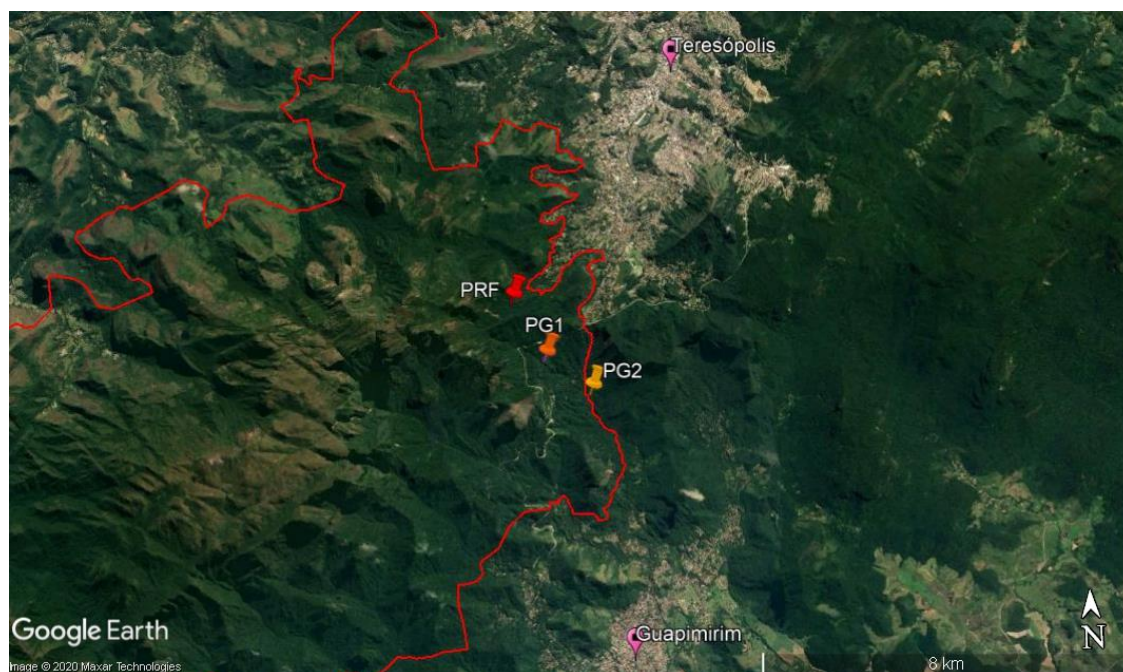 Teresópolis
PRF
PG1
PG2
Google Earth
N
Guapimirim
Image © 2020 Maxar Technologies
8 km